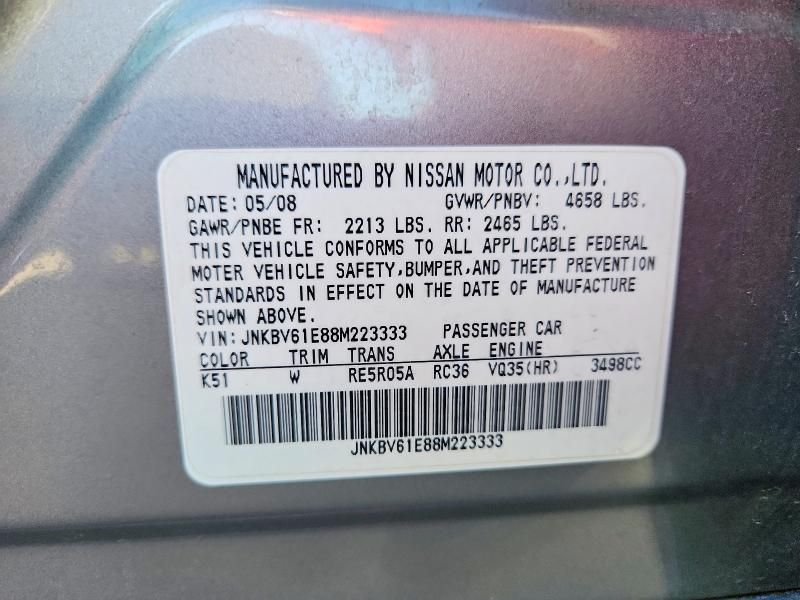 MANUFACTURED BY NISSAN MOTOR CO.,LTD.
DATE: 05/08 GVWR/PNBV: 4658 LBS.
GAWR/PNBE FR: 2213 LBS. RR: 2465 LBS.
THIS VEHICLE CONFORMS TO ALL APPLICABLE FEDERAL
MOTER VEHICLE SAFETY,BUMPER,AND THEFT PREVENTION
STANDARDS IN EFFECT ON THE DATE OF MANUFACTURE
SHOWN ABOVE.
VIN: JNKBV61E88M223333 PASSENGER CAR
COLOR TRIM TRANS AXLE ENGINE
K51 W RE5R05A RC36 VQ35(HR) 3498CC
JNKBV61E88M223333